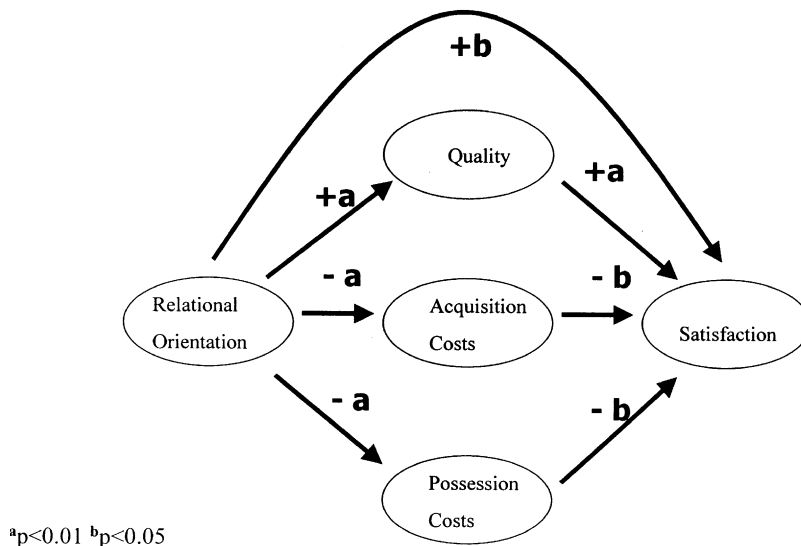 +b
Quality
+a
+a
- a
- b
Relational
Orientation
Acquisition
Costs
Satisfaction
- a
- b
Possession
Costs
ap<0.01 bp<0.05